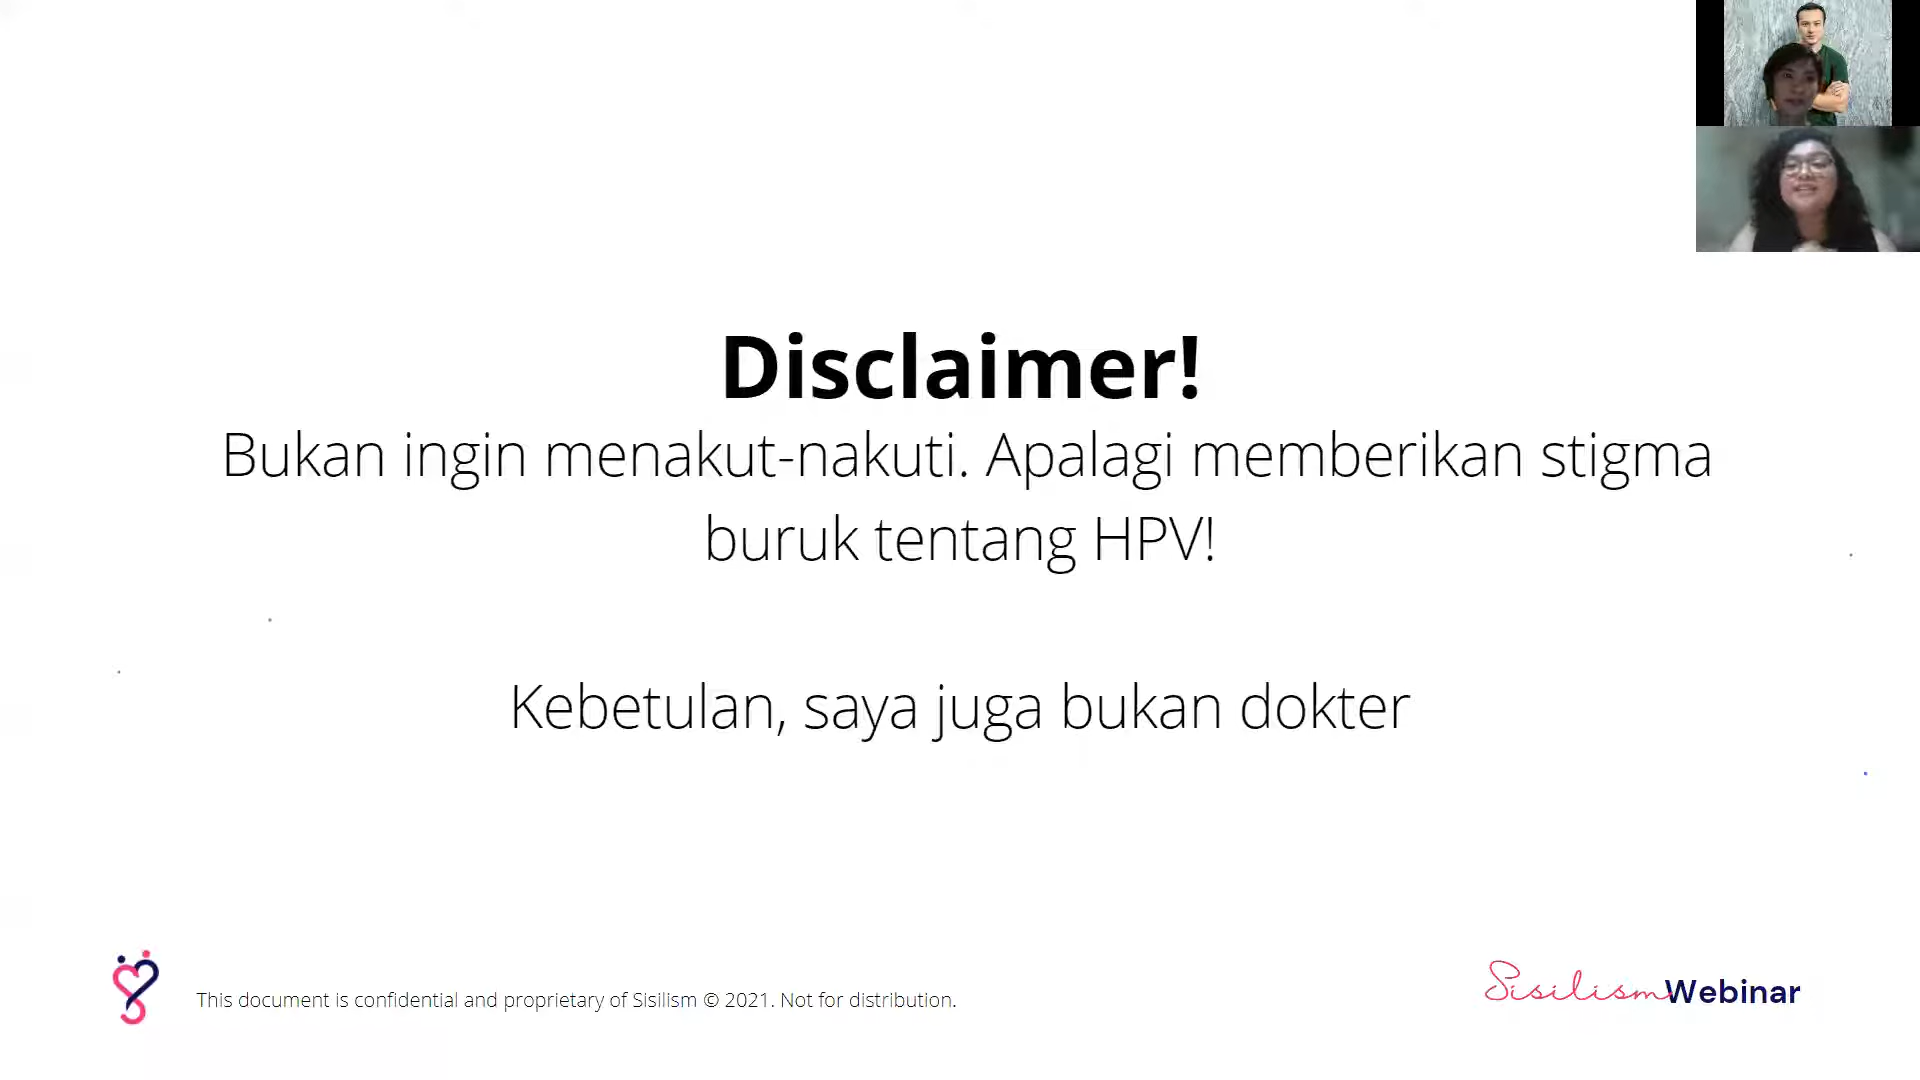 Disclaimer!
Bukan ingin menakut-nakuti. Apalagi memberikan stigma
buruk tentang HPV!
Kebetulan, saya juga bukan dokter
This document is confidential and proprietary of Sisilism © 2021. Not for distribution.
Sisilism Webinar